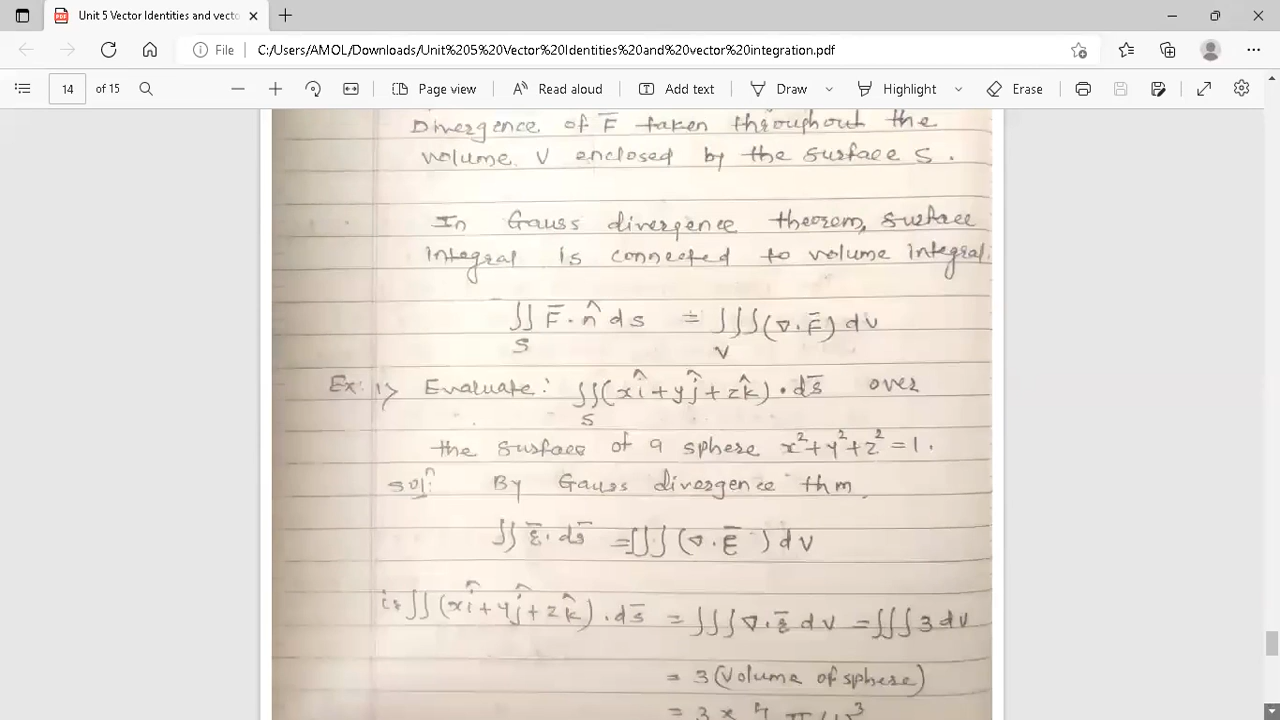 Unit 5 Vector Identities and vecto
File C:/Users/AMOL/Downloads/Unit%205%20Vector%20Identities%20and%20vector%20integration.pdf
14 of 15 Page view Read aloud Add text Draw Highlight Erase
Divergence of F̅ taken throughout the
volume V enclosed by the surface S.
In Gauss divergence theorem, surface
integral is connected to volume integral.
∬ F̅ · n̂ ds = ∭ (∇ · F̅) dv
S V
Ex: 1> Evaluate: ∬(xî + yĵ + zk̂) · ds̅ over
S
the surface of a sphere x² + y² + z² = 1.
Solⁿ: By Gauss divergence thm,
∬ F̅ · ds̅ = ∭ (∇ · F̅) dv
ie ∬ (xî + yĵ + zk̂) · ds̅ = ∭ ∇ · F̅ dv = ∭ 3 dv
= 3 (volume of sphere)